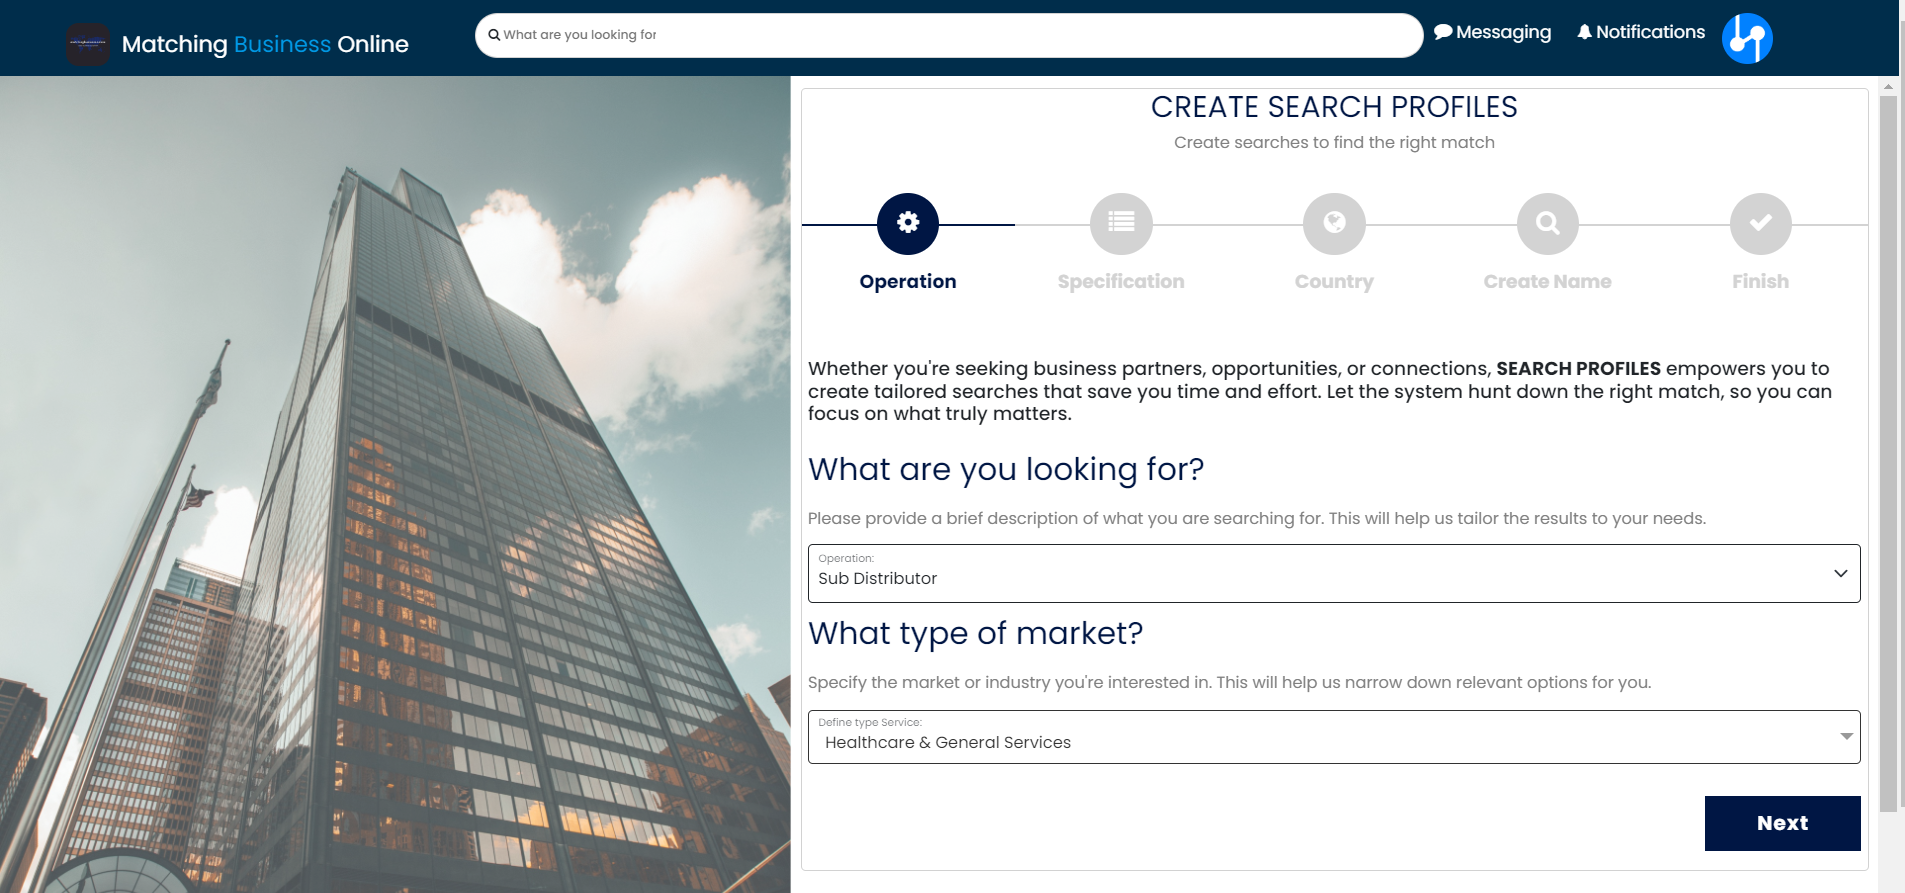 Matching Business Online
What are you looking for
Messaging
Notifications
CREATE SEARCH PROFILES
Create searches to find the right match
Operation
Specification
Country
Create Name
Finish
Whether you're seeking business partners, opportunities, or connections, SEARCH PROFILES empowers you to
create tailored searches that save you time and effort. Let the system hunt down the right match, so you can
focus on what truly matters.
What are you looking for?
Please provide a brief description of what you are searching for. This will help us tailor the results to your needs.
Operation:
Sub Distributor
What type of market?
Specify the market or industry you're interested in. This will help us narrow down relevant options for you.
Define type Service:
Healthcare & General Services
Next